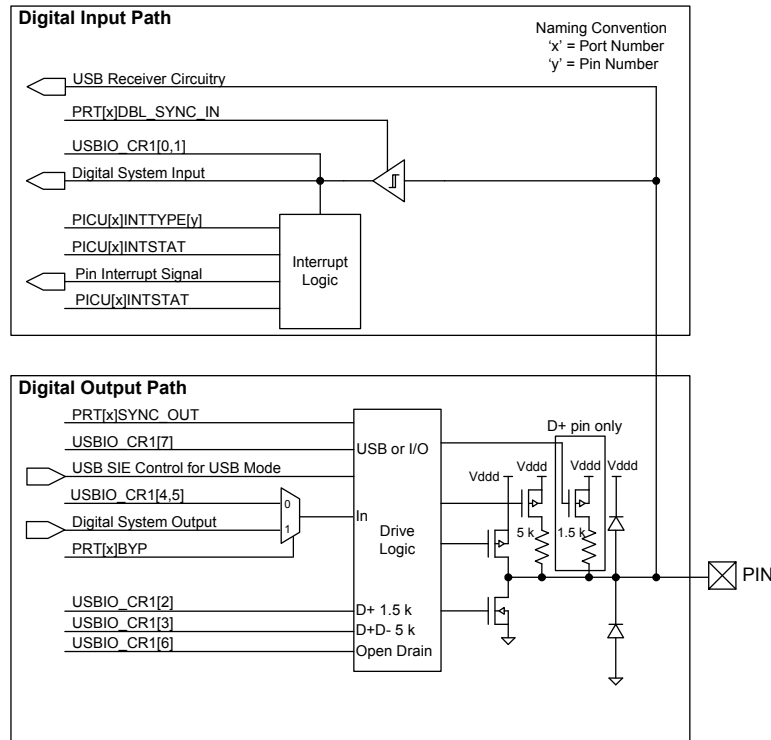 Digital Input Path
Naming Convention
'x' = Port Number
'y' = Pin Number
USB Receiver Circuitry
PRT[x]DBL_SYNC_IN
USBIO_CR1[0,1]
Digital System Input
PICU[x]INTTYPE[y]
PICU[x]INTSTAT
Pin Interrupt Signal
PICU[x]INTSTAT
Interrupt
Logic
Digital Output Path
PRT[x]SYNC_OUT
USBIO_CR1[7]
USB SIE Control for USB Mode
USBIO_CR1[4,5]
Digital System Output
PRT[x]BYP
0
1
USBIO_CR1[2]
USBIO_CR1[3]
USBIO_CR1[6]
USB or I/O
In
Drive
Logic
D+ 1.5 k
D+D- 5 k
Open Drain
D+ pin only
Vddd
Vddd
Vddd
Vddd
5 k
1.5 k
PIN